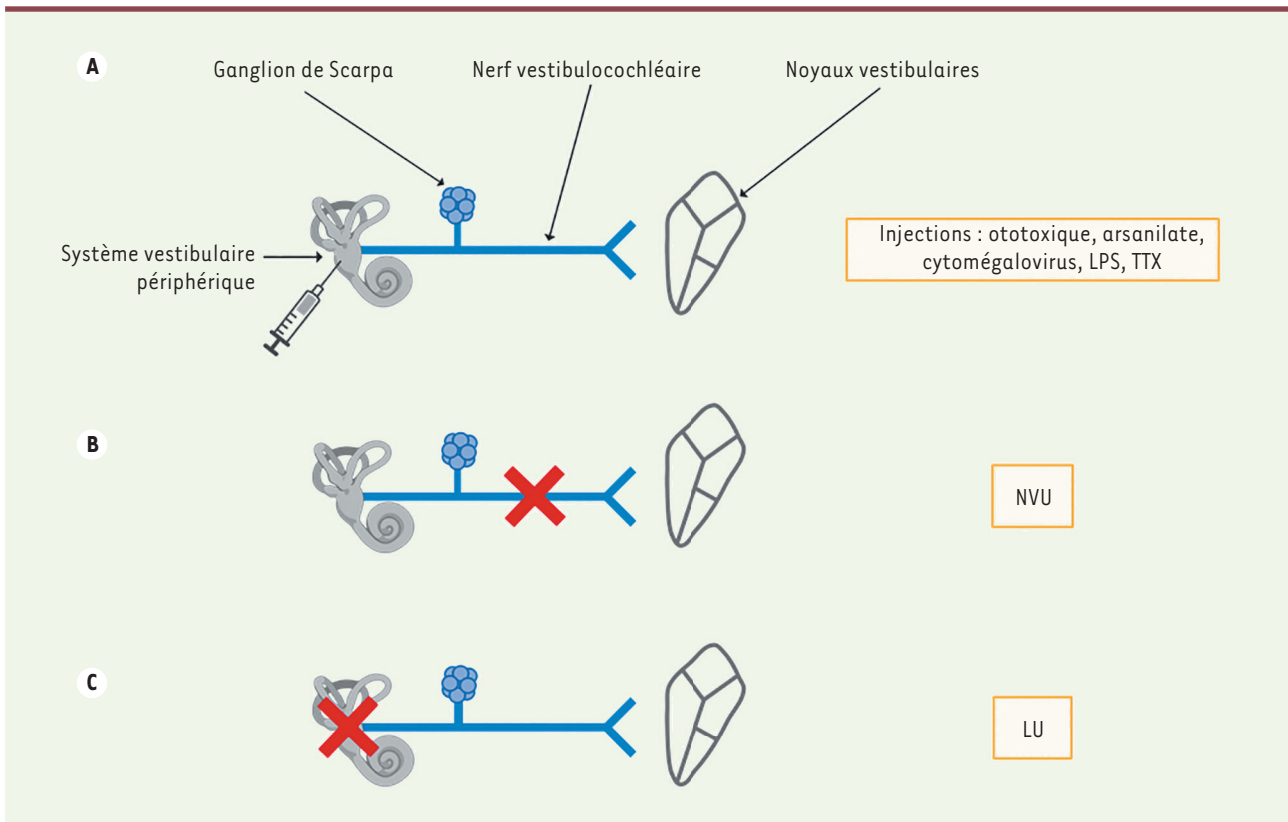 A
Ganglion de Scarpa
Nerf vestibulocochléaire
Noyaux vestibulaires
Système vestibulaire
périphérique
Injections : ototoxique, arsanilate,
cytomégalovirus, LPS, TTX
B
NVU
C
LU